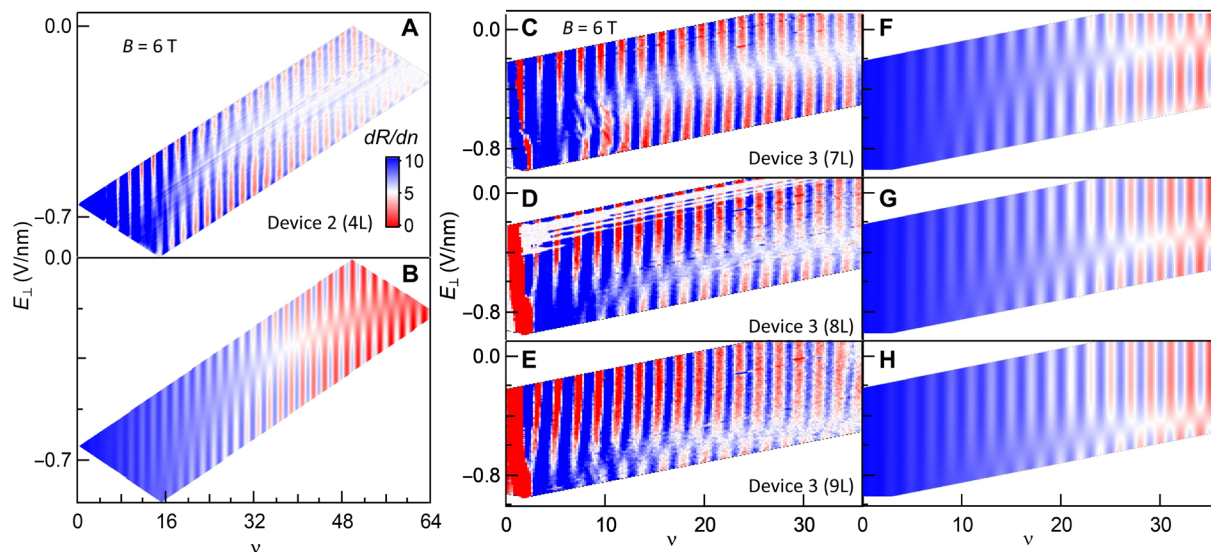 0.0
A
B = 6 T
dR/dn
10
5
0
−0.7
Device 2 (4L)
0.0
B
E⊥ (V/nm)
−0.7
0 16 32 48 64
ν
C
B = 6 T
0.0
−0.8
Device 3 (7L)
D
0.0
E⊥ (V/nm)
−0.8
Device 3 (8L)
E
0.0
−0.8
Device 3 (9L)
0 10 20 30
ν
F
G
H
10 20 30
ν